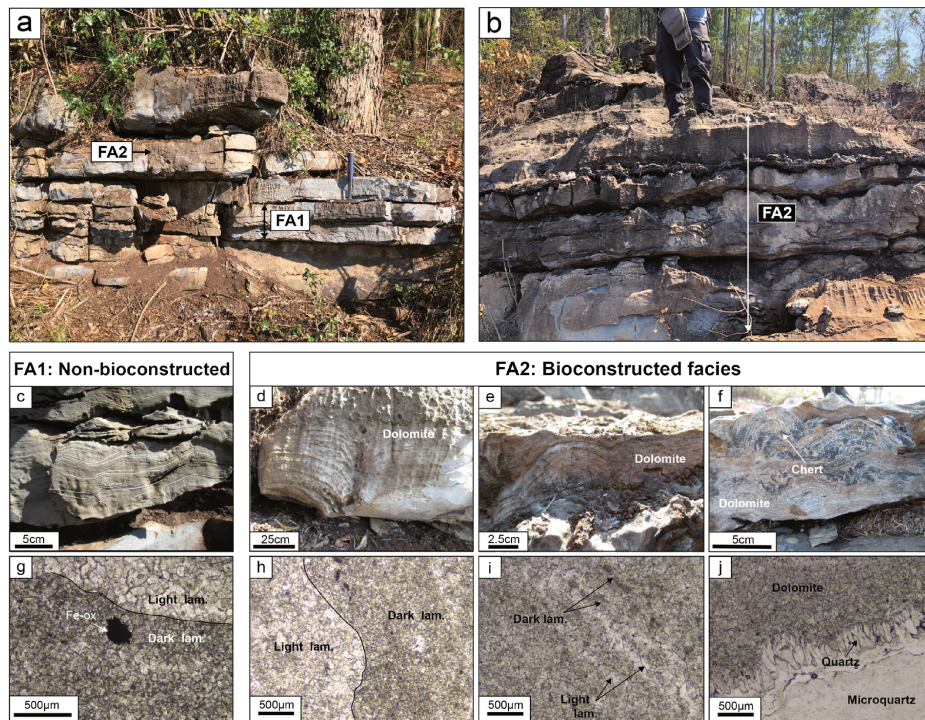 a
FA2
FA1
b
FA2
FA1: Non-bioconstructed
FA2: Bioconstructed facies
c
5cm
d
Dolomite
25cm
e
Dolomite
2.5cm
f
Chert
Dolomite
5cm
g
Light lam.
Fe-ox
Dark lam.
500µm
h
Dark lam.
Light lam.
500µm
i
Dark lam.
Light lam.
500µm
j
Dolomite
Quartz
Microquartz
500µm